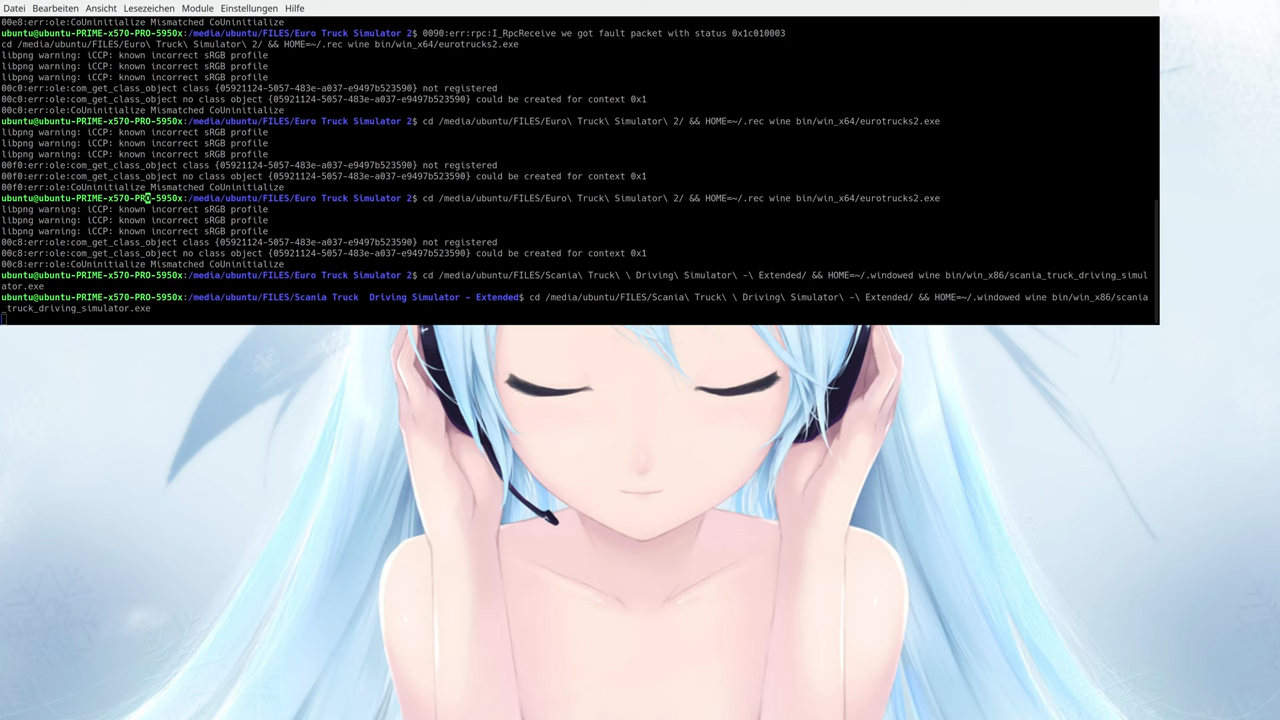 Datei Bearbeiten Ansicht Lesezeichen Module Einstellungen Hilfe
00e8:err:ole:CoUninitialize Mismatched CoUninitialize
ubuntu@ubuntu-PRIME-x570-PRO-5950x:/media/ubuntu/FILES/Euro Truck Simulator 2$ 0090:err:rpc:I_RpcReceive we got fault packet with status 0x1c010003
cd /media/ubuntu/FILES/Euro\ Truck\ Simulator\ 2/ && HOME=~/.rec wine bin/win_x64/eurotrucks2.exe
libpng warning: iCCP: known incorrect sRGB profile
libpng warning: iCCP: known incorrect sRGB profile
libpng warning: iCCP: known incorrect sRGB profile
00c0:err:ole:com_get_class_object class {05921124-5057-483e-a037-e9497b523590} not registered
00c0:err:ole:com_get_class_object no class object {05921124-5057-483e-a037-e9497b523590} could be created for context 0x1
00c0:err:ole:CoUninitialize Mismatched CoUninitialize
ubuntu@ubuntu-PRIME-x570-PRO-5950x:/media/ubuntu/FILES/Euro Truck Simulator 2$ cd /media/ubuntu/FILES/Euro\ Truck\ Simulator\ 2/ && HOME=~/.rec wine bin/win_x64/eurotrucks2.exe
libpng warning: iCCP: known incorrect sRGB profile
libpng warning: iCCP: known incorrect sRGB profile
libpng warning: iCCP: known incorrect sRGB profile
00f0:err:ole:com_get_class_object class {05921124-5057-483e-a037-e9497b523590} not registered
00f0:err:ole:com_get_class_object no class object {05921124-5057-483e-a037-e9497b523590} could be created for context 0x1
00f0:err:ole:CoUninitialize Mismatched CoUninitialize
ubuntu@ubuntu-PRIME-x570-PRO-5950x:/media/ubuntu/FILES/Euro Truck Simulator 2$ cd /media/ubuntu/FILES/Euro\ Truck\ Simulator\ 2/ && HOME=~/.rec wine bin/win_x64/eurotrucks2.exe
libpng warning: iCCP: known incorrect sRGB profile
libpng warning: iCCP: known incorrect sRGB profile
libpng warning: iCCP: known incorrect sRGB profile
00c8:err:ole:com_get_class_object class {05921124-5057-483e-a037-e9497b523590} not registered
00c8:err:ole:com_get_class_object no class object {05921124-5057-483e-a037-e9497b523590} could be created for context 0x1
00c8:err:ole:CoUninitialize Mismatched CoUninitialize
ubuntu@ubuntu-PRIME-x570-PRO-5950x:/media/ubuntu/FILES/Euro Truck Simulator 2$ cd /media/ubuntu/FILES/Scania\ Truck\ \ Driving\ Simulator\ -\ Extended/ && HOME=~/.windowed wine bin/win_x86/scania_truck_driving_simul
ator.exe
ubuntu@ubuntu-PRIME-x570-PRO-5950x:/media/ubuntu/FILES/Scania Truck  Driving Simulator - Extended$ cd /media/ubuntu/FILES/Scania\ Truck\ \ Driving\ Simulator\ -\ Extended/ && HOME=~/.windowed wine bin/win_x86/scania
_truck_driving_simulator.exe